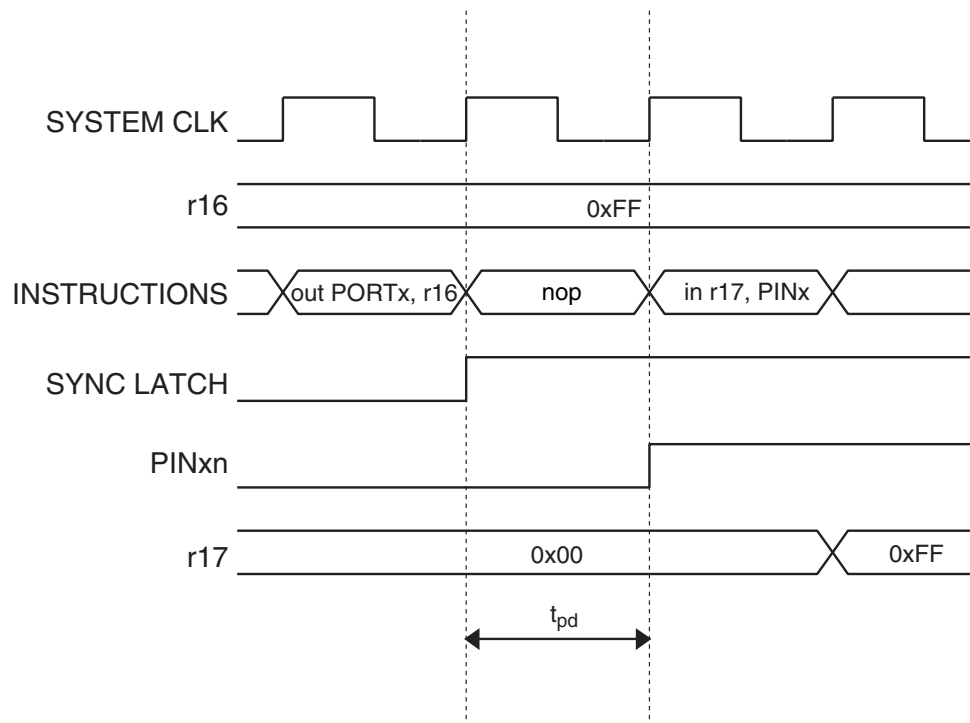 SYSTEM CLK
r16
0xFF
INSTRUCTIONS
out PORTx, r16
nop
in r17, PINx
SYNC LATCH
PINxn
r17
0x00
0xFF
tpd